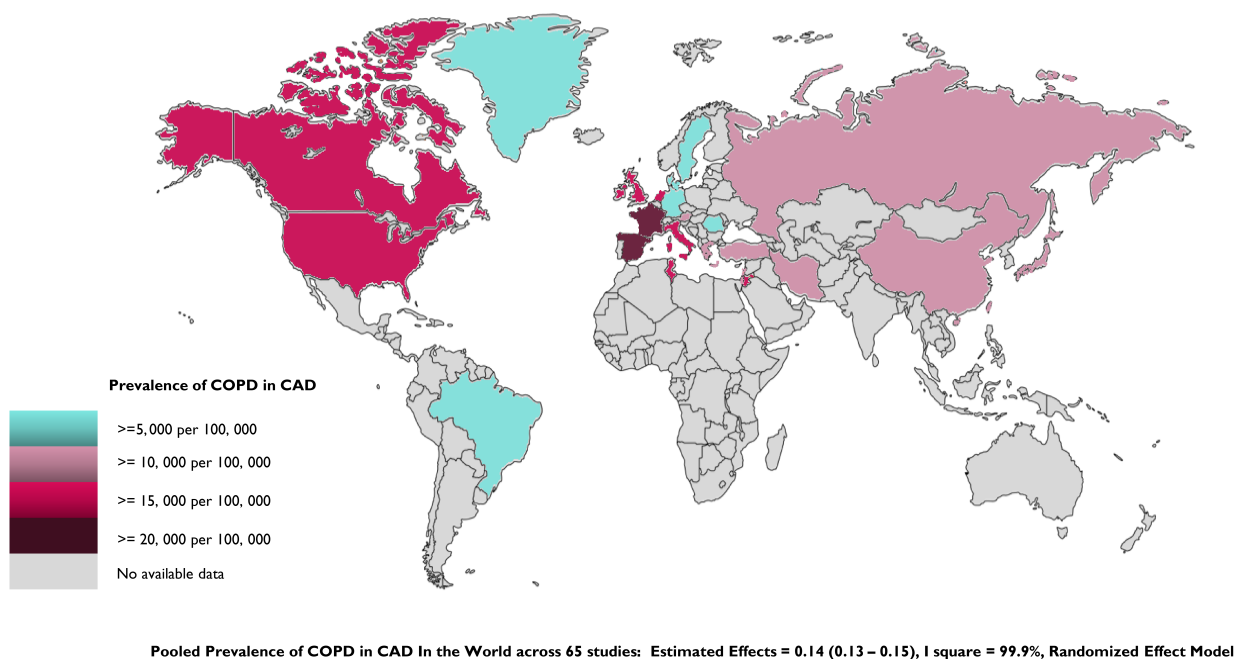 Prevalence of COPD in CAD
>=5,000 per 100, 000
>= 10, 000 per 100, 000
>= 15, 000 per 100, 000
>= 20, 000 per 100, 000
No available data
Pooled Prevalence of COPD in CAD In the World across 65 studies: Estimated Effects = 0.14 (0.13 – 0.15), I square = 99.9%, Randomized Effect Model